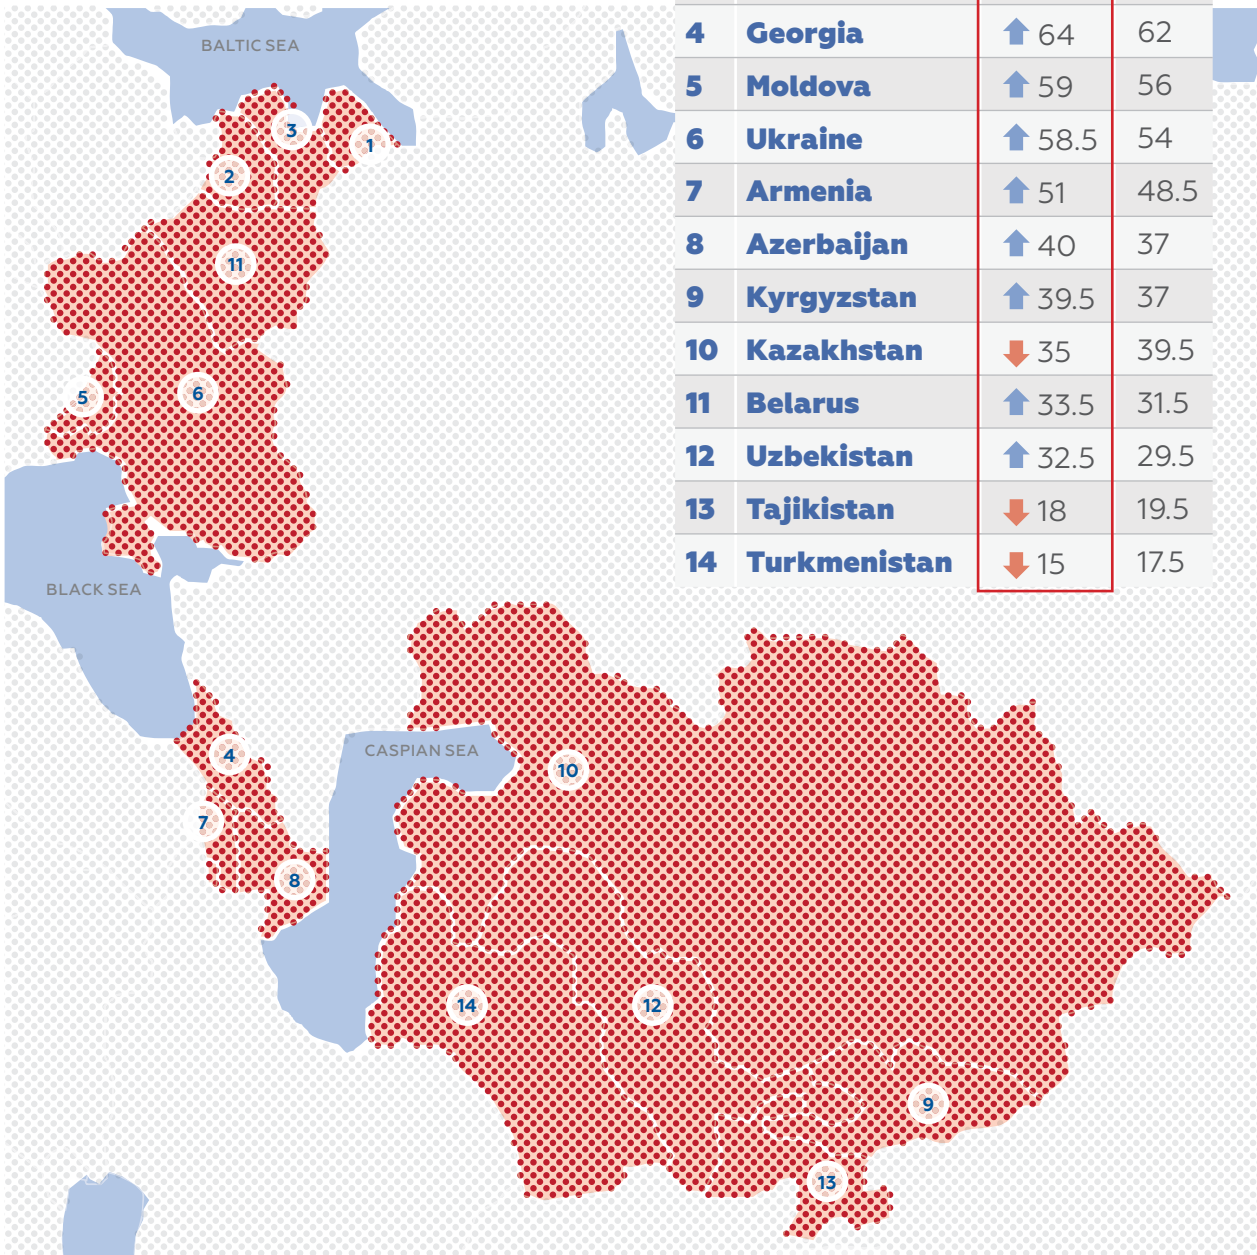 BALTIC SEA
4 Georgia 64 62
5 Moldova 59 56
6 Ukraine 58.5 54
7 Armenia 51 48.5
8 Azerbaijan 40 37
9 Kyrgyzstan 39.5 37
10 Kazakhstan 35 39.5
11 Belarus 33.5 31.5
12 Uzbekistan 32.5 29.5
13 Tajikistan 18 19.5
14 Turkmenistan 15 17.5
3
1
2
11
5
6
BLACK SEA
4
CASPIAN SEA
10
7
8
14
12
9
13